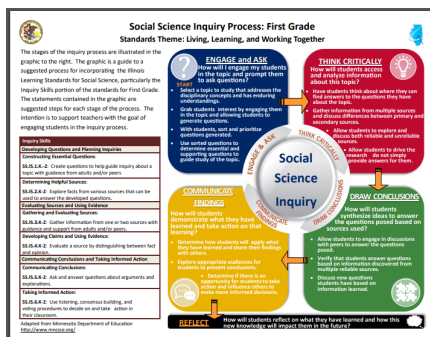 Social Science Inquiry Process: First Grade
Standards Theme: Living, Learning, and Working Together
The stages of the inquiry process are illustrated in
the graphic to the right. The graphic is a guide to a
suggested process for incorporating the Illinois
Learning Standards for Social Science, particularly the
Inquiry Skills portion of the standards for First Grade.
The statements contained in the graphic are
suggested steps for each stage of the process. The
intention is to support teachers with the goal of
engaging students in the inquiry process.
Inquiry Skills
Developing Questions and Planning Inquiries
Constructing Essential Questions
SS.IS.1.K-2: Create questions to help guide inquiry about a
topic with guidance from adults and/or peers
Determining Helpful Sources:
SS.IS.2.K-2: Explore facts from various sources that can be
used to answer the developed questions.
Evaluating Sources and Using Evidence
Gathering and Evaluating Sources:
SS.IS.3.K-2: Gather information from one or two sources with
guidance and support from adults and/or peers.
Developing Claims and Using Evidence:
SS.IS.4.K-2: Evaluate a source by distinguishing between fact
and opinion.
Communicating Conclusions and Taking Informed Action
Communicating Conclusions:
SS.IS.5.K-2: Ask and answer questions about arguments and
explanations.
Taking Informed Action:
SS.IS.6.K-2: Use listening, consensus building, and
voting procedures to decide on and take action in
their classroom.
Adapted from Minnesota Department of Education
http://www.mncsse.org/
ENGAGE and ASK
How will I engage my students
in the topic and prompt them
to ask questions?
START
Select a topic to study that addresses the
disciplinary concepts and has enduring
understandings.
Grab students interest by engaging them
in the topic and allowing students to
generate questions.
With students, sort and prioritize
questions generated.
Use sorted questions to
determine essential and
supporting questions to
guide study of the topic.
THINK CRITICALLY
How will students access
and analyze information
about this topic?
Have students think about where they can
find answers to the questions they have
about the topic.
Gather information from multiple sources
and discuss differences between primary
and secondary sources.
Allow students to explore and
discuss both reliable and unreliable
sources.
Allow students to drive the
research do not simply
provide answers for them.
ENGAGE & ASK
THINK CRITICALLY
DRAW CONCLUSIONS
COMMUNICATE FINDINGS
Social
Science
Inquiry
COMMUNICATE
FINDINGS
How will students
demonstrate what they have
learned and take action on
that learning?
Determine how students will apply what
they have learned and share their findings
with others.
Explore appropriate audiences for
students to present conclusions.
Determine if there is an
opportunity for students to take
action and influence others to
make more informed decisions.
DRAW CONCLUSIONS
How will students
synthesize ideas to answer
the questions posed based on
sources used?
Allow students to engage in discussions
with peers to answer the questions
posed.
Verify that students answer questions
based on information discovered from
multiple reliable sources.
Discuss new questions
students have based on
information learned.
REFLECT
How will students reflect on what they have learned and how this
new knowledge will impact them in the future?